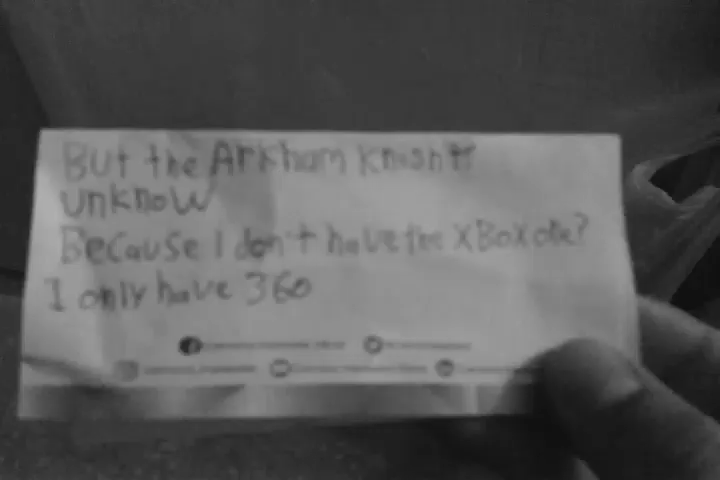 But the Arkham Knight
unknow
Because I don't have the XBox one?
I only have 360